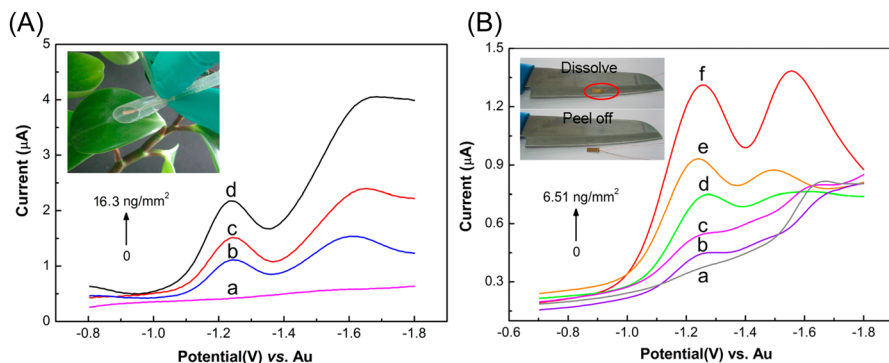 (A)
Current (µA)
5
4
3
2
1
0
16.3 ng/mm²
0
d
c
b
a
-0.8
-1.0
-1.2
-1.4
-1.6
-1.8
Potential(V) vs. Au
(B)
Current (µA)
1.5
1.2
0.9
0.6
0.3
Dissolve
Peel off
6.51 ng/mm²
0
f
e
d
c
b
a
-0.6
-0.8
-1.0
-1.2
-1.4
-1.6
-1.8
Potential(V) vs. Au